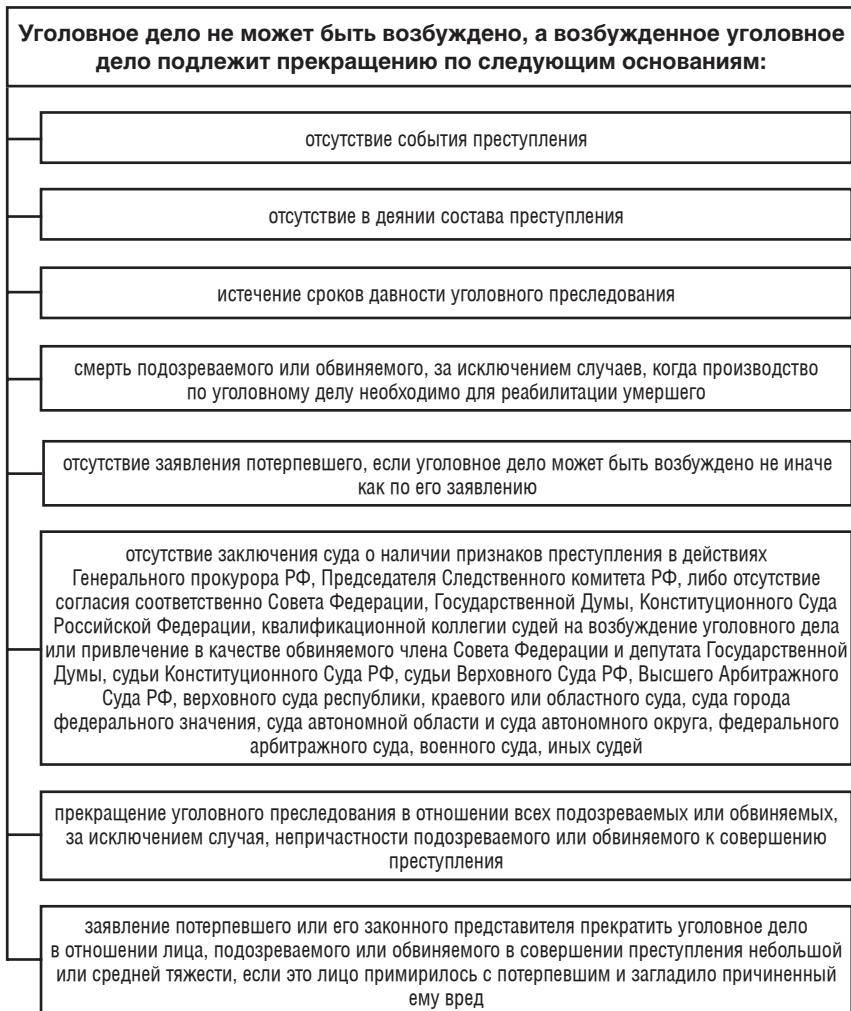 Уголовное дело не может быть возбуждено, а возбужденное уголовное
дело подлежит прекращению по следующим основаниям:
отсутствие события преступления
отсутствие в деянии состава преступления
истечение сроков давности уголовного преследования
смерть подозреваемого или обвиняемого, за исключением случаев, когда производство
по уголовному делу необходимо для реабилитации умершего
отсутствие заявления потерпевшего, если уголовное дело может быть возбуждено не иначе
как по его заявлению
отсутствие заключения суда о наличии признаков преступления в действиях
Генерального прокурора РФ, Председателя Следственного комитета РФ, либо отсутствие
согласия соответственно Совета Федерации, Государственной Думы, Конституционного Суда
Российской Федерации, квалификационной коллегии судей на возбуждение уголовного дела
или привлечение в качестве обвиняемого члена Совета Федерации и депутата Государственной
Думы, судьи Конституционного Суда РФ, судьи Верховного Суда РФ, Высшего Арбитражного
Суда РФ, верховного суда республики, краевого или областного суда, суда города
федерального значения, суда автономной области и суда автономного округа, федерального
арбитражного суда, военного суда, иных судей
прекращение уголовного преследования в отношении всех подозреваемых или обвиняемых,
за исключением случая, непричастности подозреваемого или обвиняемого к совершению
преступления
заявление потерпевшего или его законного представителя прекратить уголовное дело
в отношении лица, подозреваемого или обвиняемого в совершении преступления небольшой
или средней тяжести, если это лицо примирилось с потерпевшим и загладило причиненный
ему вред